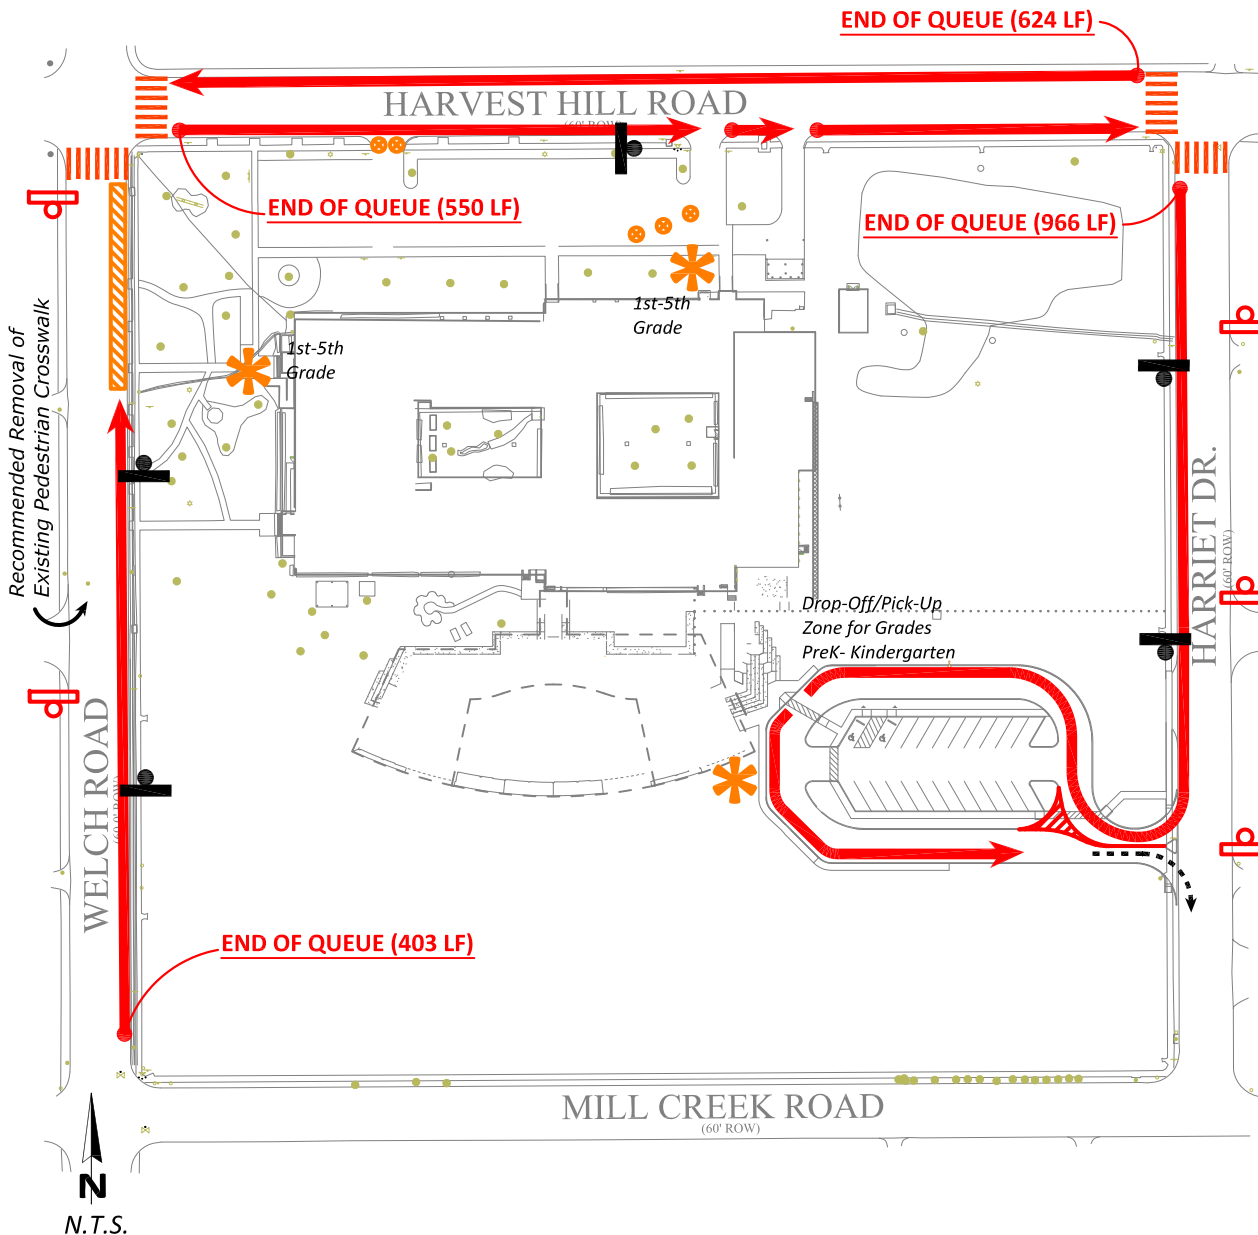 END OF QUEUE (624 LF)
HARVEST HILL ROAD
END OF QUEUE (550 LF)
END OF QUEUE (966 LF)
1st-5th
Grade
1st-5th
Grade
Recommended Removal of
Existing Pedestrian Crosswalk
HARRIET DR.
(60' ROW)
Drop-Off/Pick-Up
Zone for Grades
PreK- Kindergarten
WELCH ROAD
END OF QUEUE (403 LF)
MILL CREEK ROAD
(60' ROW)
N
N.T.S.